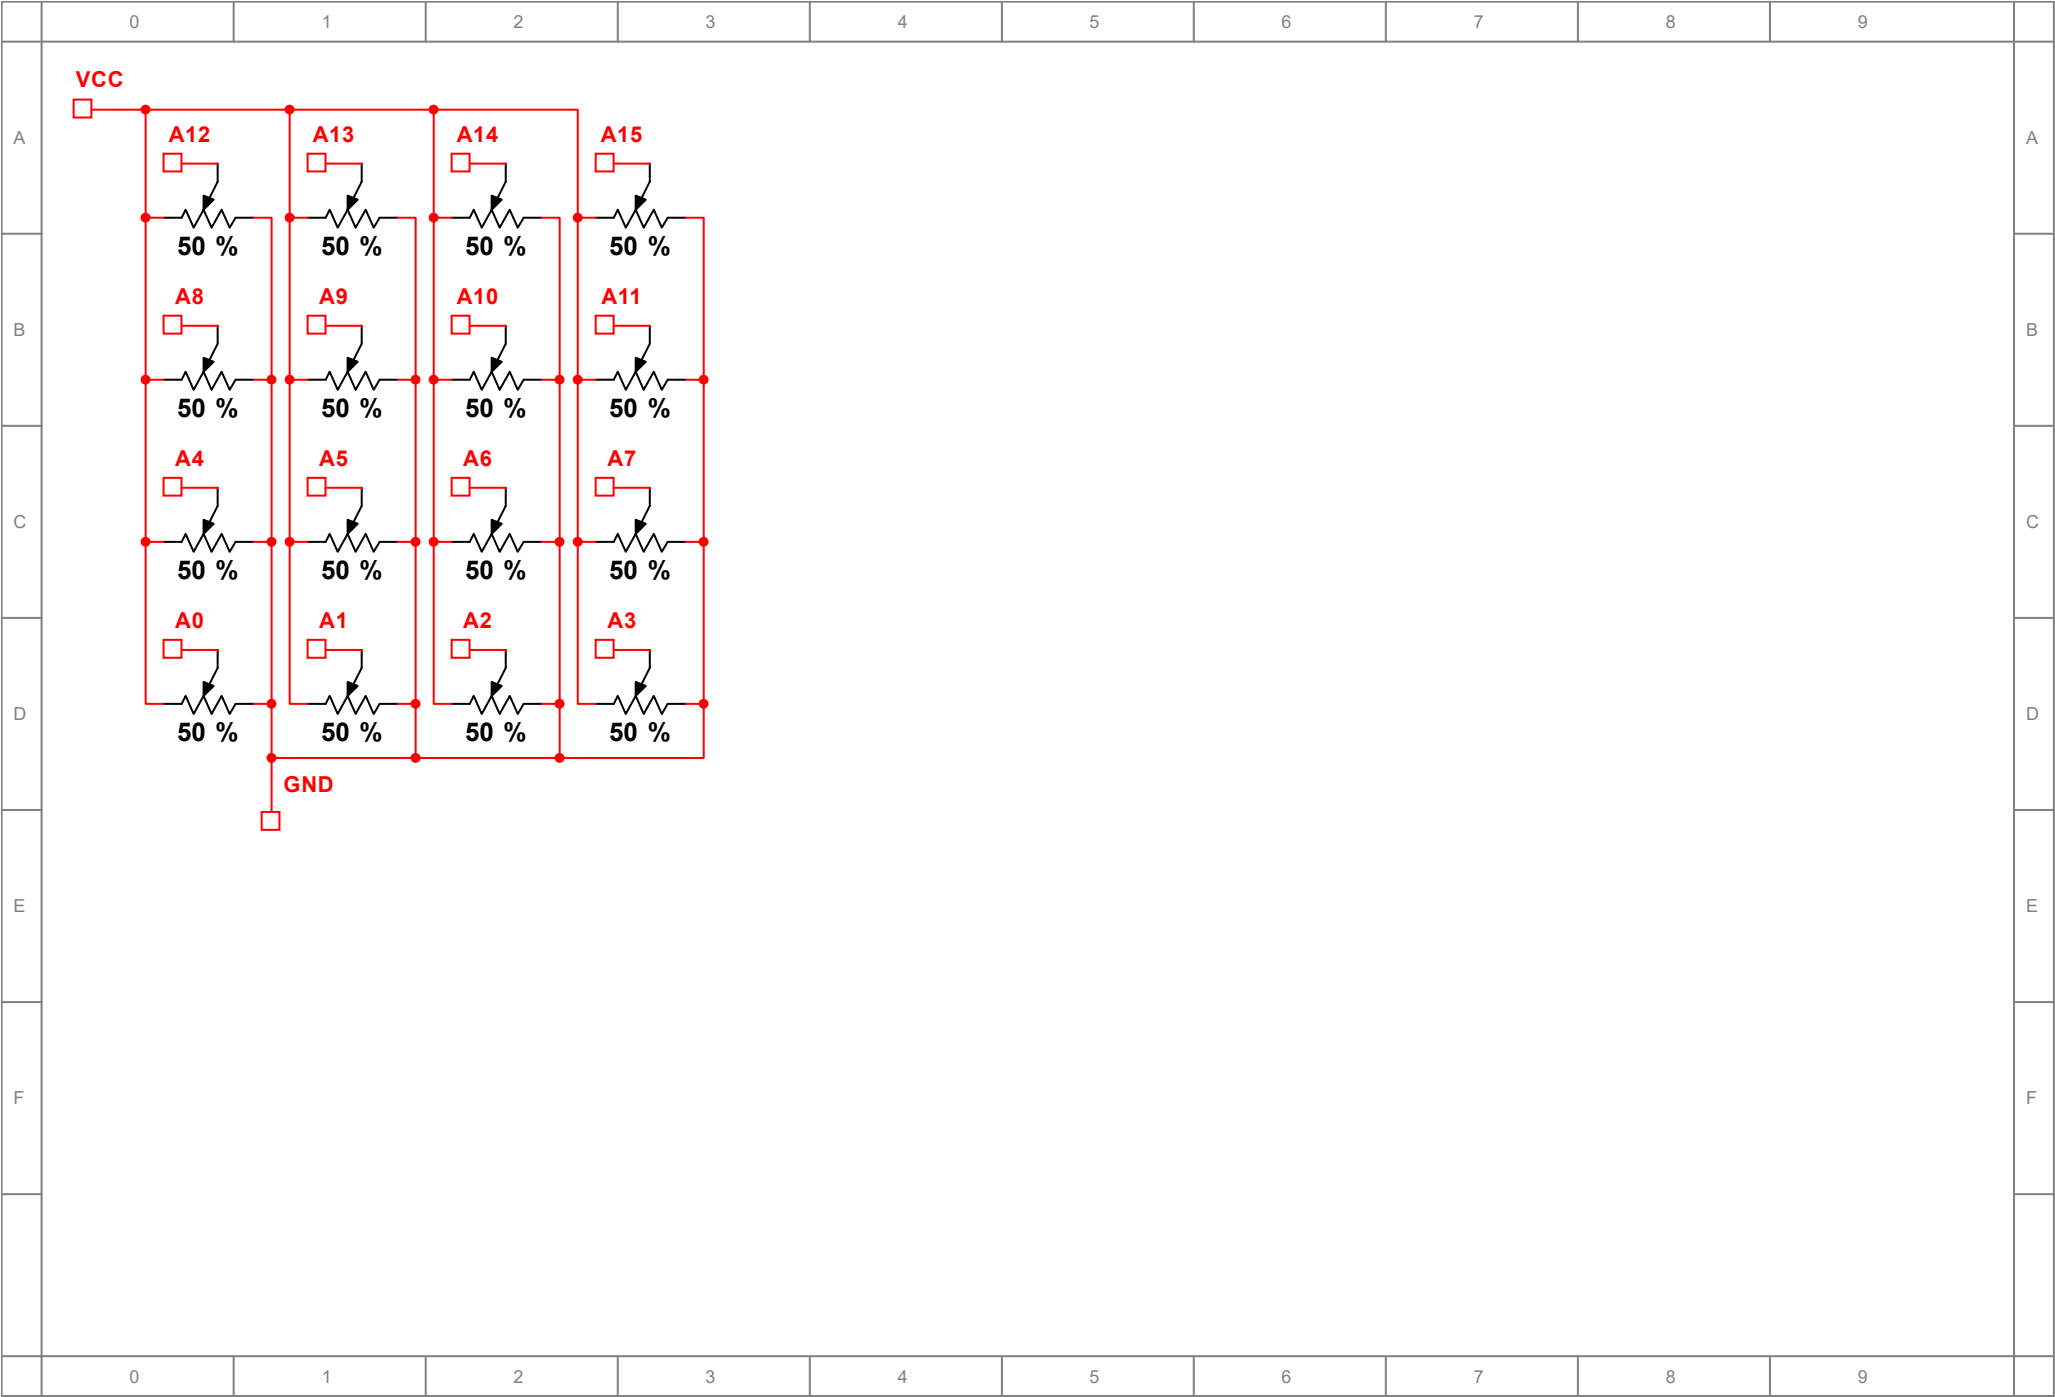 0 1 2 3 4 5 6 7 8 9
VCC
A A12 A13 A14 A15 A
50 % 50 % 50 % 50 %
A8 A9 A10 A11
B B
50 % 50 % 50 % 50 %
A4 A5 A6 A7
C C
50 % 50 % 50 % 50 %
A0 A1 A2 A3
D D
50 % 50 % 50 % 50 %
GND
E E
F F
0 1 2 3 4 5 6 7 8 9